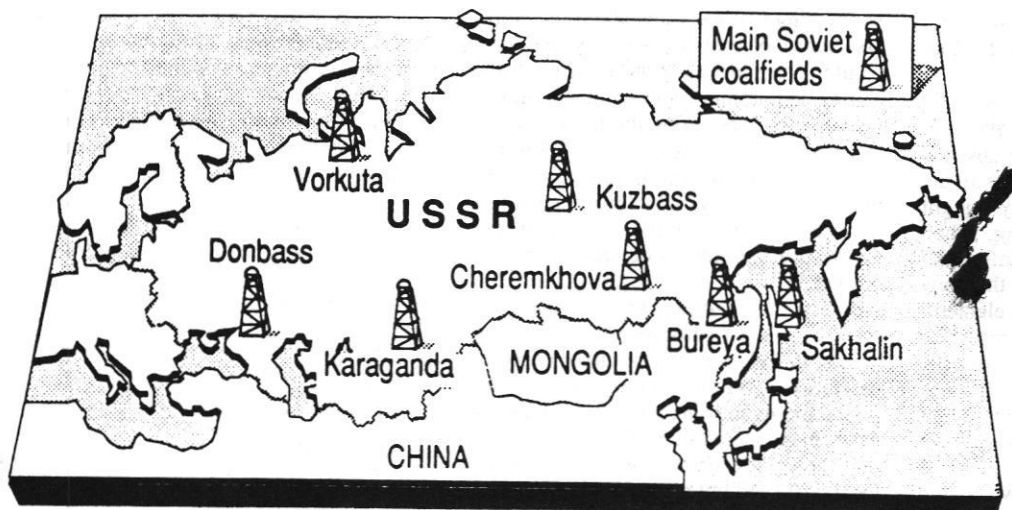 Main Soviet
coalfields
Vorkuta
USSR
Kuzbass
Donbass
Cheremkhova
Karaganda
MONGOLIA
Bureya
Sakhalin
CHINA